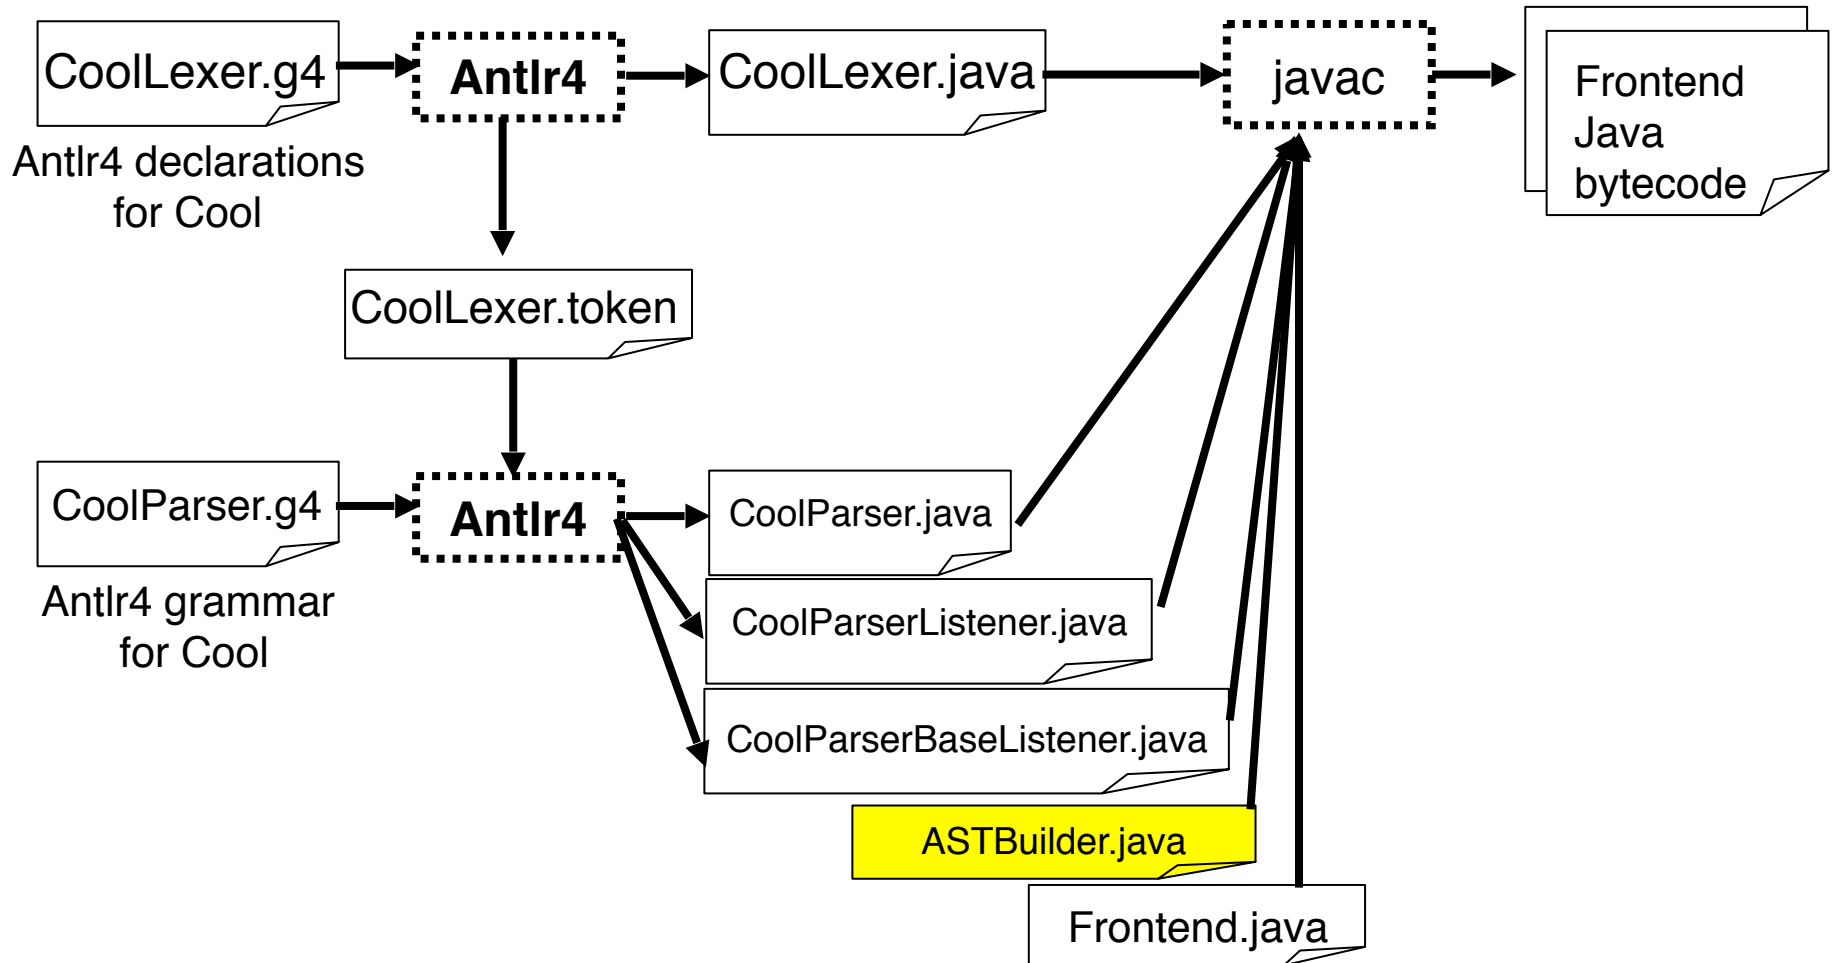 CoolLexer.g4
Antlr4
CoolLexer.java
javac
Frontend
Java
bytecode
Antlr4 declarations
for Cool
CoolLexer.token
CoolParser.g4
Antlr4
CoolParser.java
Antlr4 grammar
for Cool
CoolParserListener.java
CoolParserBaseListener.java
ASTBuilder.java
Frontend.java